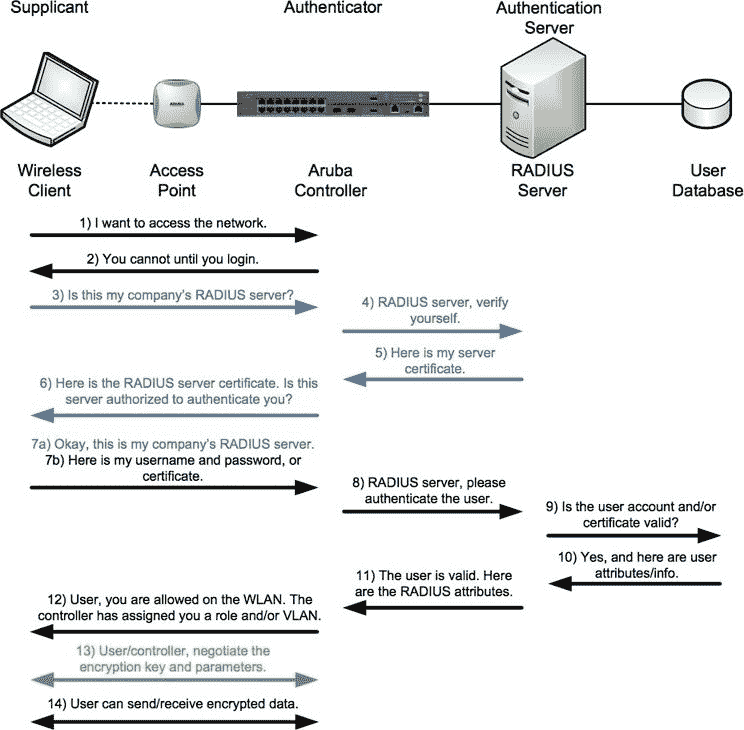 Supplicant
Authenticator
Authentication
Server
ARUBA
Wireless
Client
Access
Point
Aruba
Controller
RADIUS
Server
User
Database
1) I want to access the network.
2) You cannot until you login.
3) Is this my company's RADIUS server?
4) RADIUS server, verify
yourself.
5) Here is my server
certificate.
6) Here is the RADIUS server certificate. Is this
server authorized to authenticate you?
7a) Okay, this is my company's RADIUS server.
7b) Here is my username and password, or
certificate.
8) RADIUS server, please
authenticate the user.
9) Is the user account and/or
certificate valid?
10) Yes, and here are user
attributes/info.
11) The user is valid. Here
are the RADIUS attributes.
12) User, you are allowed on the WLAN. The
controller has assigned you a role and/or VLAN.
13) User/controller, negotiate the
encryption key and parameters.
14) User can send/receive encrypted data.